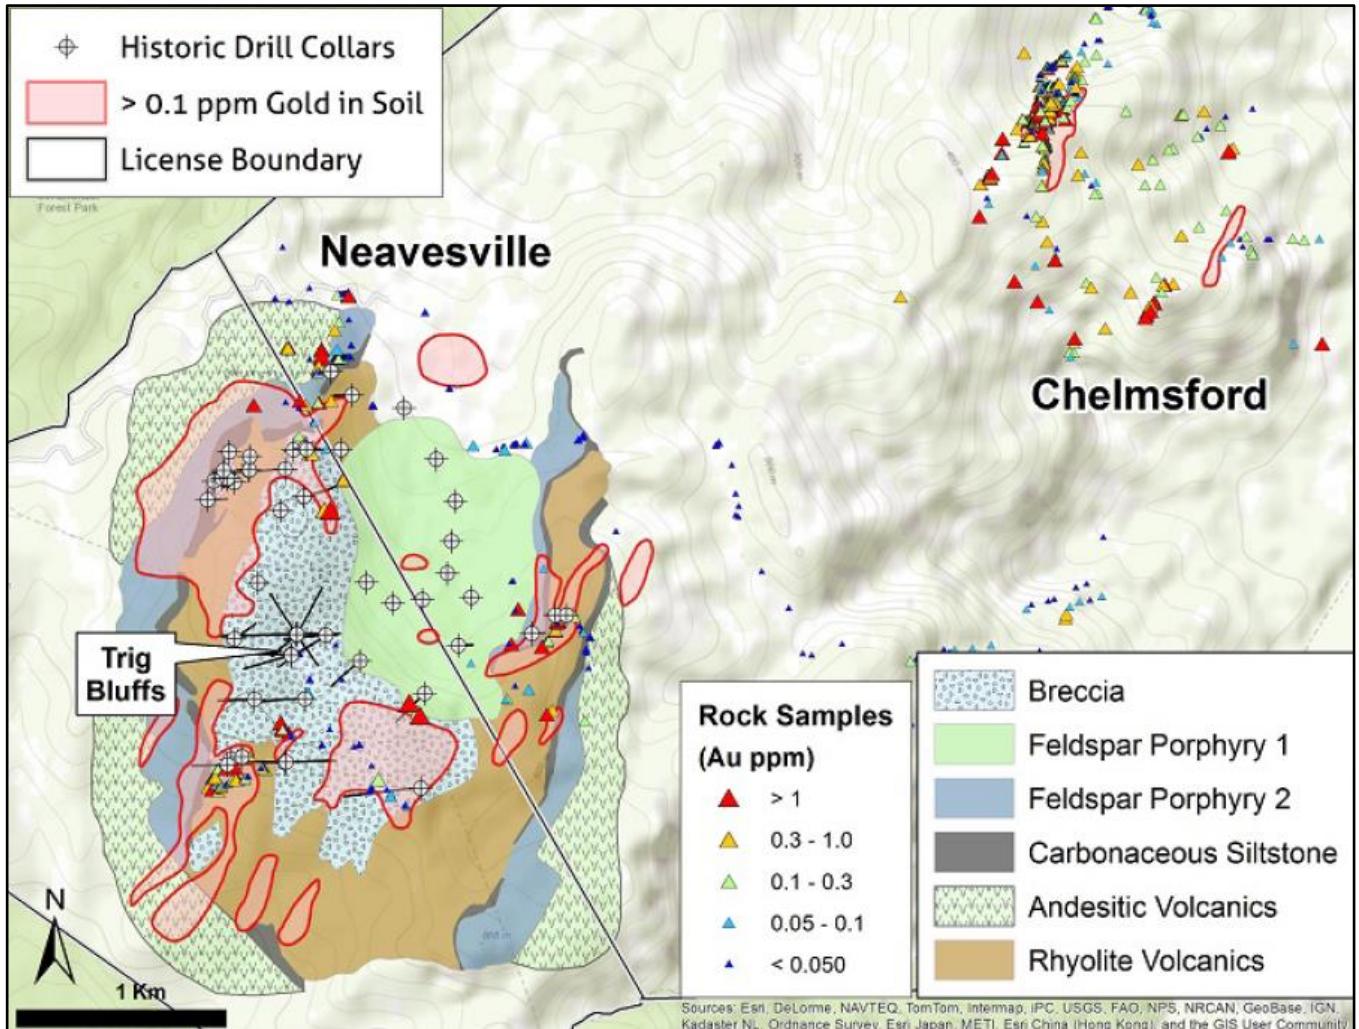 Historic Drill Collars
> 0.1 ppm Gold in Soil
License Boundary
Forest Park
Neavesville
Chelmsford
Trig
Bluffs
Rock Samples
(Au ppm)
> 1
0.3 - 1.0
0.1 - 0.3
0.05 - 0.1
< 0.050
Breccia
Feldspar Porphyry 1
Feldspar Porphyry 2
Carbonaceous Siltstone
Andesitic Volcanics
Rhyolite Volcanics
N
1 Km
Sources: Esri, DeLorme, NAVTEQ, TomTom, Intermap, iPC, USGS, FAO, NPS, NRCAN, GeoBase, IGN,
Kadaster NL, Ordnance Survey, Esri Japan, METI, Esri China (Hong Kong), and the GIS User Community